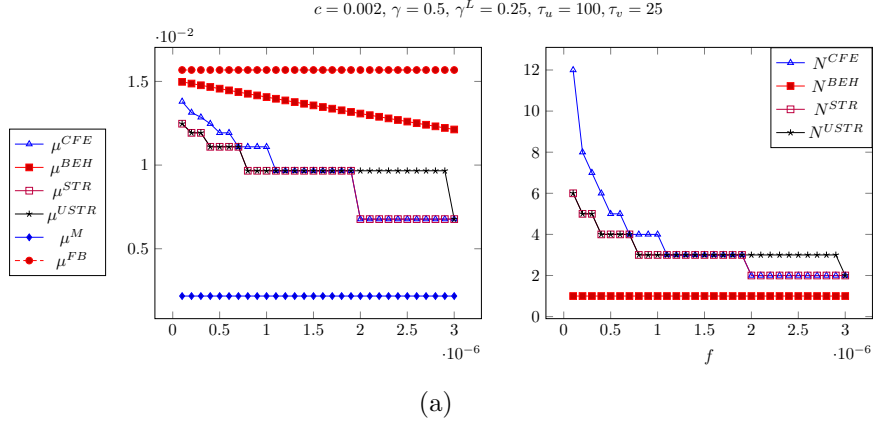 c = 0.002, γ = 0.5, γ^L = 0.25, τ_u = 100, τ_v = 25
·10^−2
1.5
1
0.5
0 0.5 1 1.5 2 2.5 3
·10^−6
μ^CFE
μ^BEH
μ^STR
μ^USTR
μ^M
μ^FB
12
10
8
6
4
2
0
0 0.5 1 1.5 2 2.5 3
·10^−6
f
N^CFE
N^BEH
N^STR
N^USTR
(a)